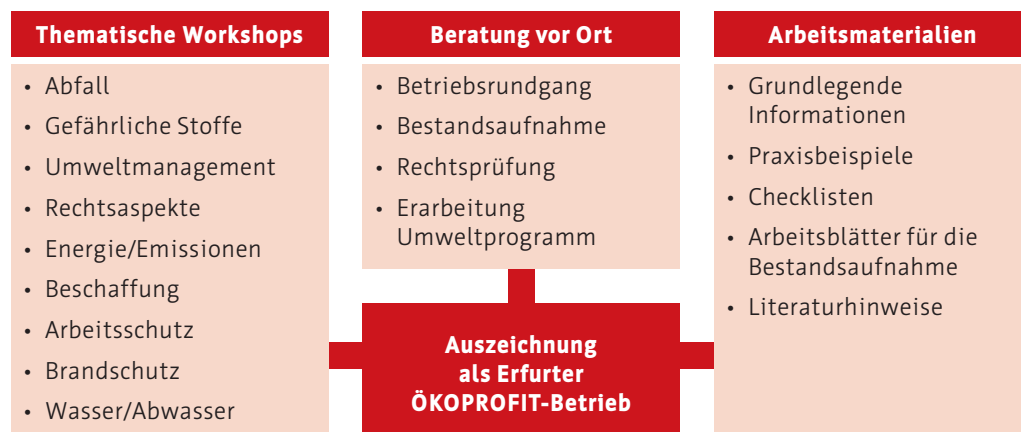 Thematische Workshops
• Abfall
• Gefährliche Stoffe
• Umweltmanagement
• Rechtsaspekte
• Energie/Emissionen
• Beschaffung
• Arbeitsschutz
• Brandschutz
• Wasser/Abwasser
Beratung vor Ort
• Betriebsrundgang
• Bestandsaufnahme
• Rechtsprüfung
• Erarbeitung
Umweltprogramm
Arbeitsmaterialien
• Grundlegende
Informationen
• Praxisbeispiele
• Checklisten
• Arbeitsblätter für die
Bestandsaufnahme
• Literaturhinweise
Auszeichnung
als Erfurter
ÖKOPROFIT-Betrieb